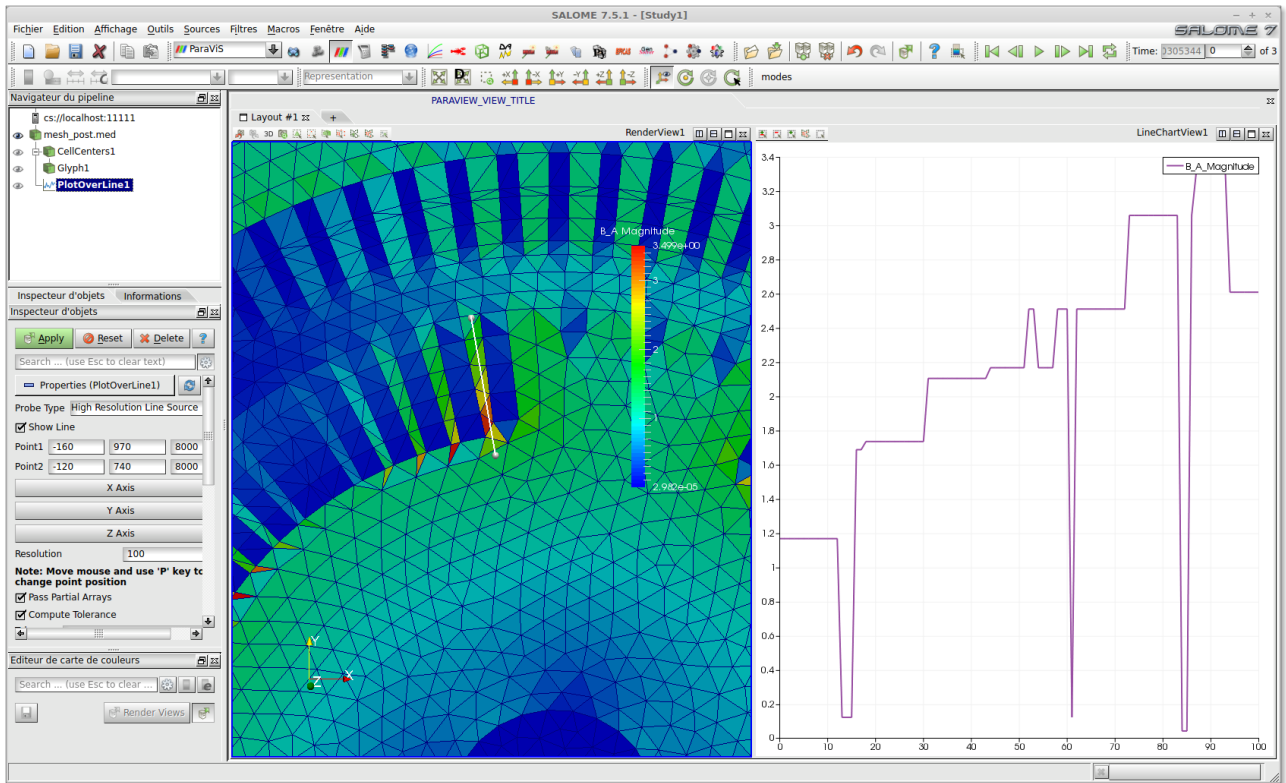 SALOME 7.5.1 - [Study1]
Fichier Edition Affichage Outils Sources Filtres Macros Fenêtre Aide
SALOME 7
ParaViS
Time: 0 of 3
Representation
modes
Navigateur du pipeline
cs://localhost:11111
mesh_post.med
CellCenters1
Glyph1
PlotOverLine1
Inspecteur d'objets Informations
Inspecteur d'objets
Apply Reset Delete ?
Search ... (use Esc to clear text)
Properties (PlotOverLine1)
Probe Type High Resolution Line Source
Show Line
Point1 -160 970 8000
Point2 -120 740 8000
X Axis
Y Axis
Z Axis
Resolution 100
Note: Move mouse and use 'P' key to
change point position
Pass Partial Arrays
Compute Tolerance
Editeur de carte de couleurs
Search ... (use Esc to clear ...
Render Views
PARAVIEW_VIEW_TITLE
Layout #1 +
3D
RenderView1
B_A Magnitude
3.499e+00
3
2
1
2.982e-05
Y
X
Z
LineChartView1
B_A_Magnitude
3.4
3.2
3
2.8
2.6
2.4
2.2
2
1.8
1.6
1.4
1.2
1
0.8
0.6
0.4
0.2
0
0 10 20 30 40 50 60 70 80 90 100